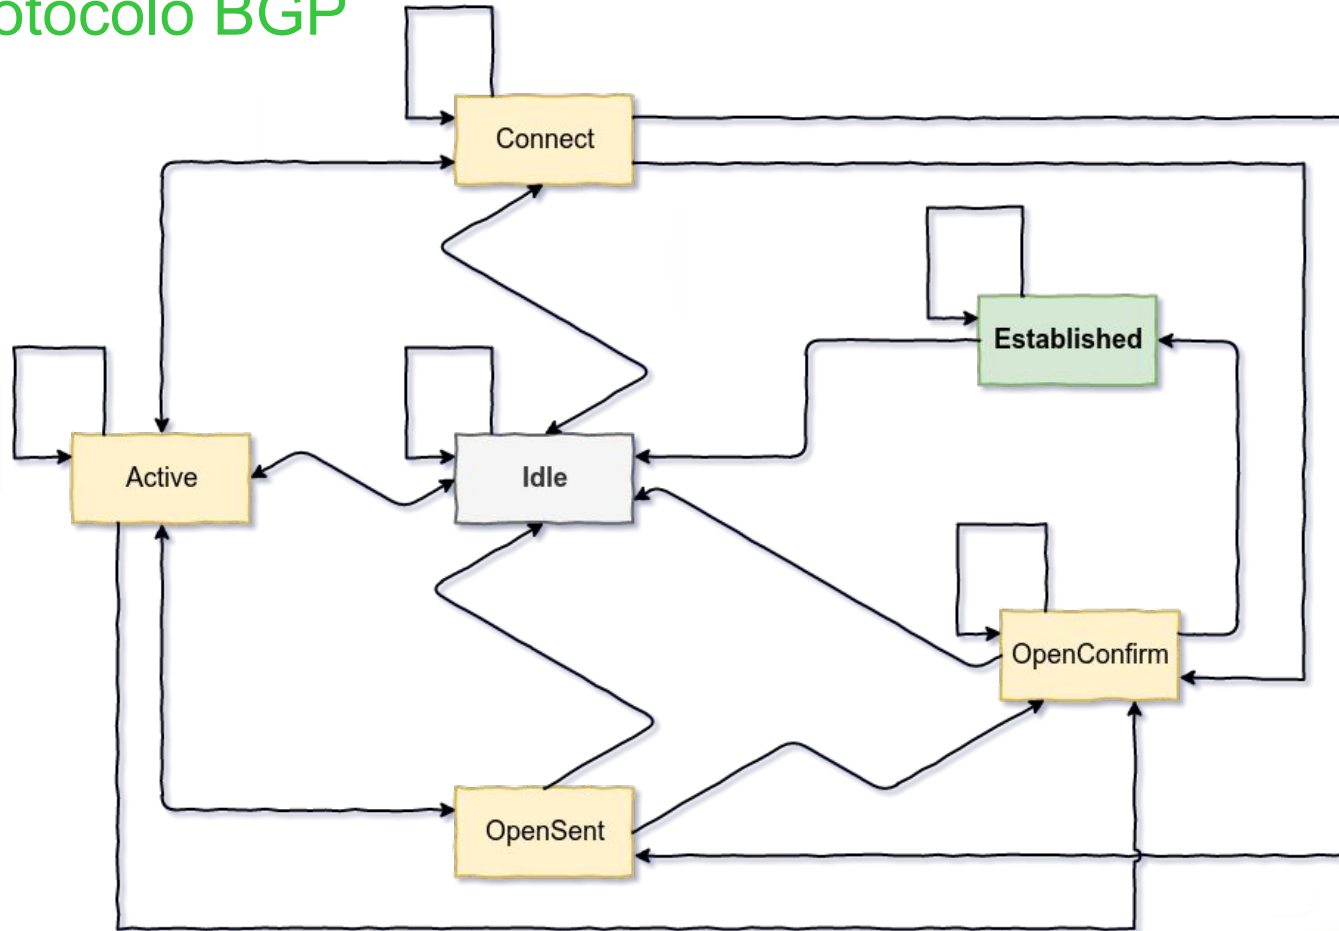 otocolo BGP
Connect
Established
Active
Idle
OpenConfirm
OpenSent